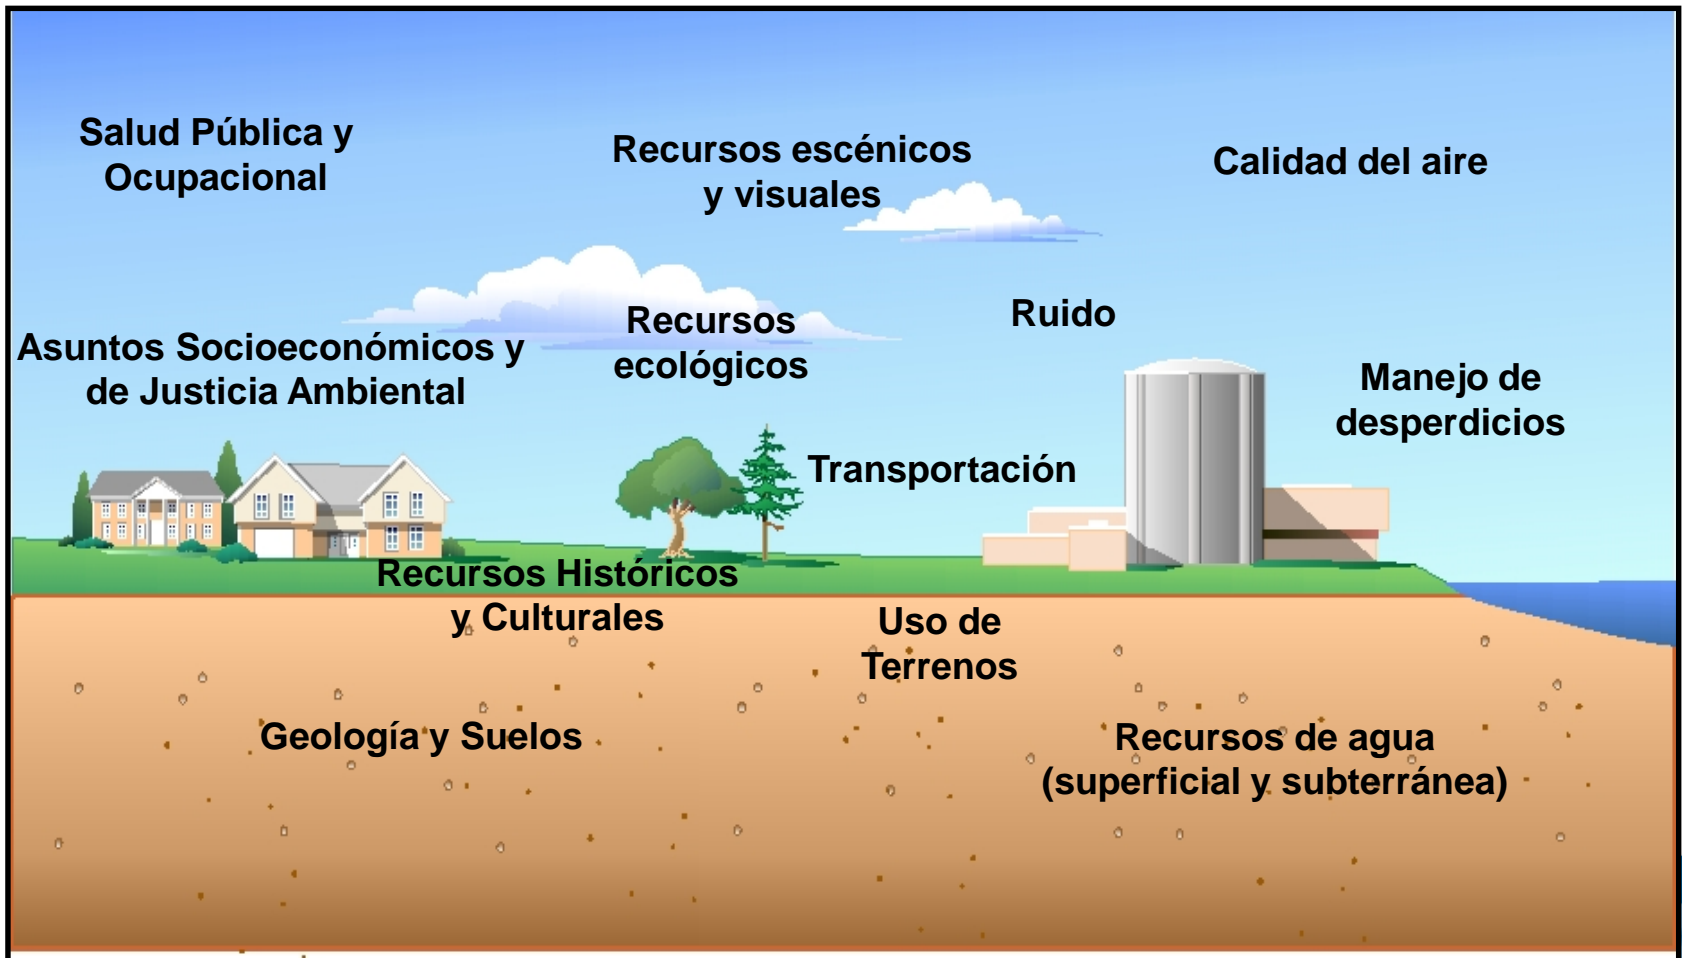 Salud Pública y
Ocupacional
Recursos escénicos
y visuales
Calidad del aire
Asuntos Socioeconómicos y
de Justicia Ambiental
Recursos
ecológicos
Ruido
Manejo de
desperdicios
Transportación
Recursos Históricos
y Culturales
Uso de
Terrenos
Geología y Suelos
Recursos de agua
(superficial y subterránea)